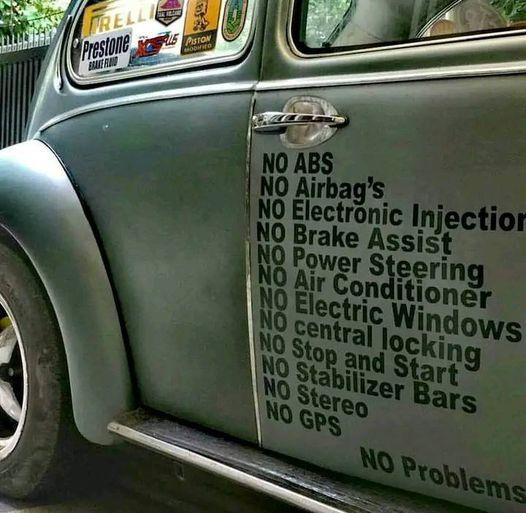 Prestone
BRAKE FLUID
PISTON
MODIFIED
NO ABS
NO Airbag's
NO Electronic Injection
NO Brake Assist
NO Power Steering
NO Air Conditioner
NO Electric Windows
NO central locking
NO Stop and Start
NO Stabilizer Bars
NO Stereo
NO GPS
NO Problems